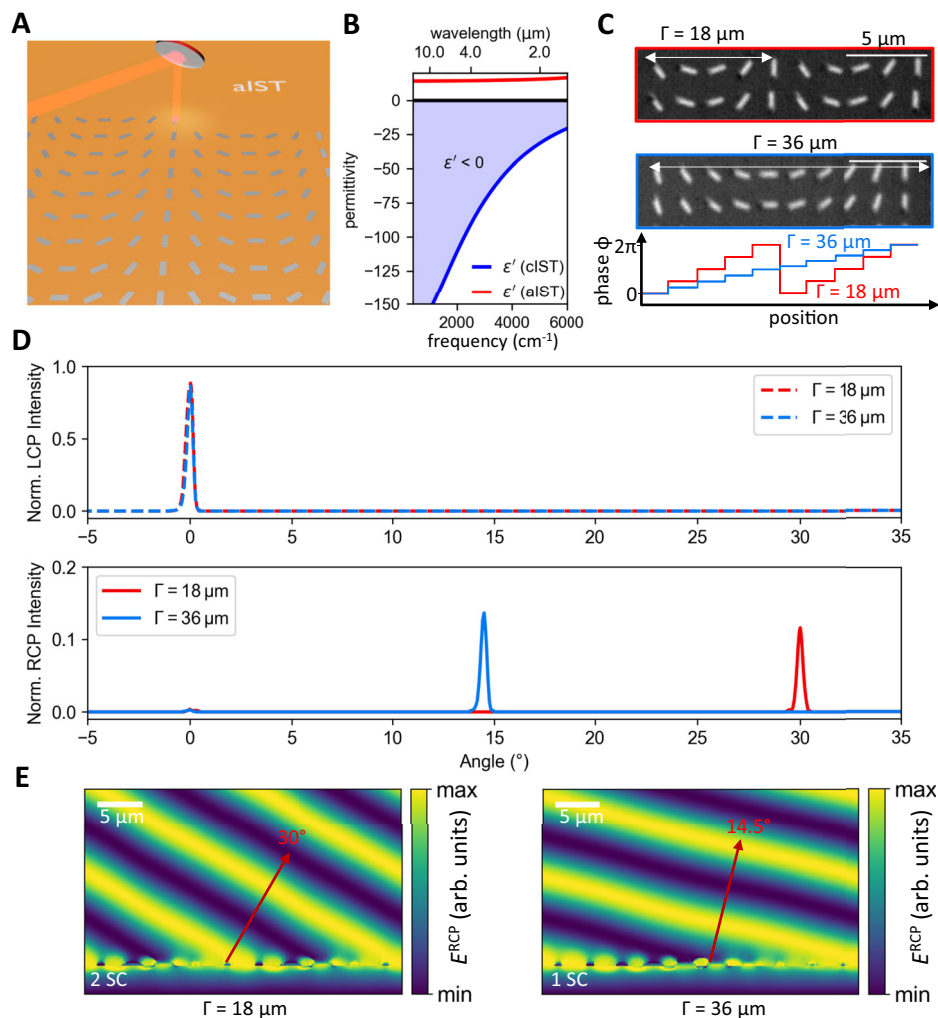 A
aIST
B
wavelength (µm)
10.0 4.0 2.0
permittivity
0
−25
−50
−75
−100
−125
−150
ε′ < 0
ε′ (cIST)
ε′ (aIST)
2000 4000 6000
frequency (cm⁻¹)
C
Γ = 18 µm
5 µm
Γ = 36 µm
phase ϕ
2π
0
Γ = 36 µm
Γ = 18 µm
position
D
Norm. LCP Intensity
1.0
0.5
0.0
Γ = 18 µm
Γ = 36 µm
−5 0 5 10 15 20 25 30 35
Norm. RCP Intensity
0.2
0.1
0.0
Γ = 18 µm
Γ = 36 µm
−5 0 5 10 15 20 25 30 35
Angle (°)
E
5 µm
30°
2 SC
Γ = 18 µm
max
min
E^RCP (arb. units)
5 µm
14.5°
1 SC
Γ = 36 µm
max
min
E^RCP (arb. units)